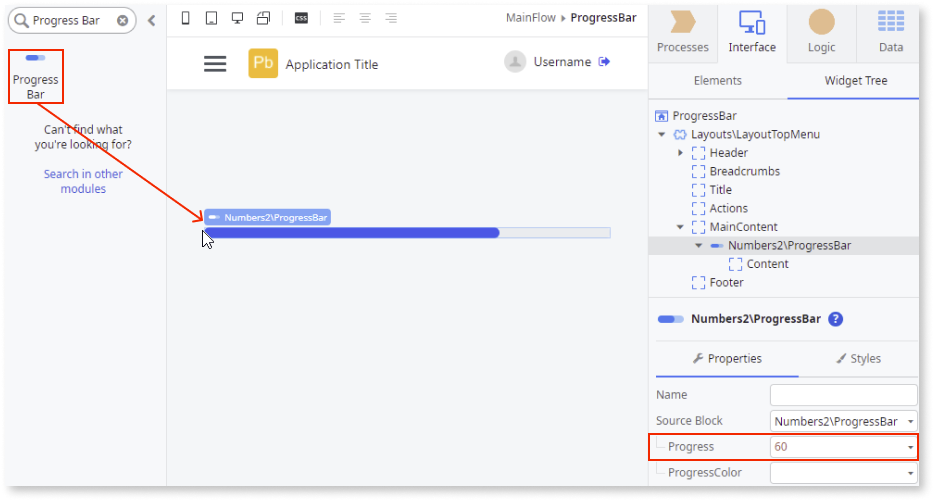 Progress Bar
Progress
Bar
Can't find what
you're looking for?
Search in other
modules
CSS
MainFlow ProgressBar
Pb Application Title
Username
Numbers2\ProgressBar
Processes
Interface
Logic
Data
Elements
Widget Tree
ProgressBar
Layouts\LayoutTopMenu
Header
Breadcrumbs
Title
Actions
MainContent
Numbers2\ProgressBar
Content
Footer
Numbers2\ProgressBar ?
Properties
Styles
Name
Source Block Numbers2\ProgressBar
Progress 60
ProgressColor